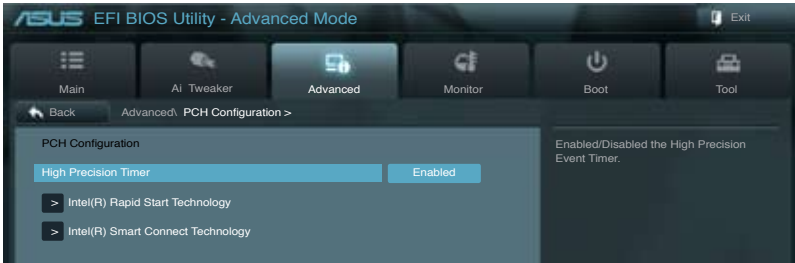 ASUS EFI BIOS Utility - Advanced Mode Exit
Main Ai Tweaker Advanced Monitor Boot Tool
Back Advanced\ PCH Configuration >
PCH Configuration
High Precision Timer Enabled
> Intel(R) Rapid Start Technology
> Intel(R) Smart Connect Technology
Enabled/Disabled the High Precision
Event Timer.